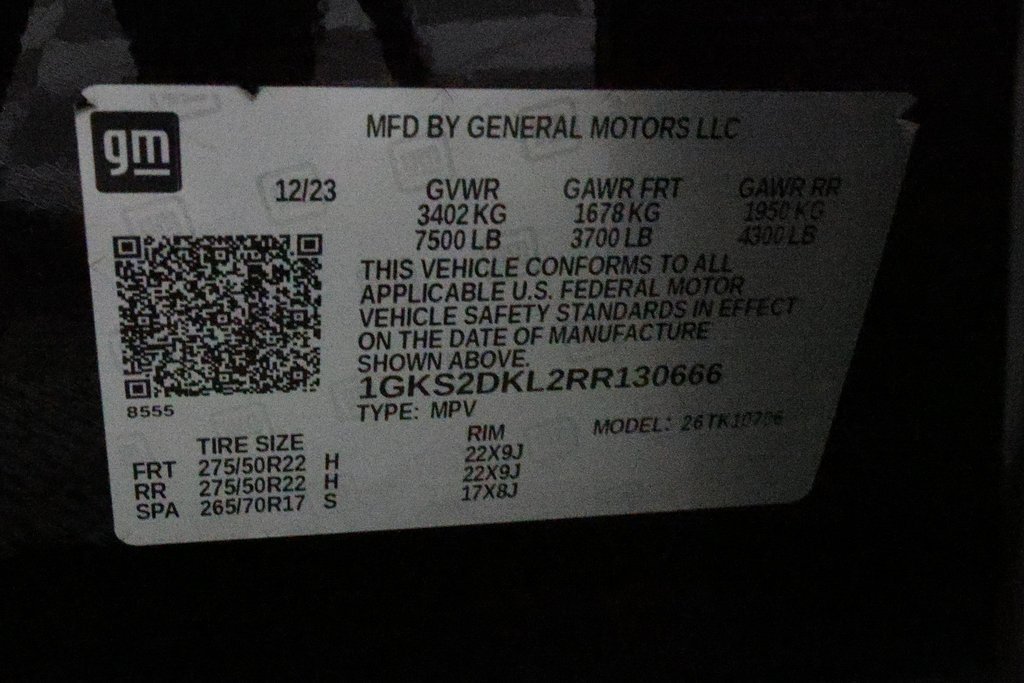 gm
MFD BY GENERAL MOTORS LLC
12/23 GVWR GAWR FRT GAWR RR
3402 KG 1678 KG 1950 KG
7500 LB 3700 LB 4300 LB
THIS VEHICLE CONFORMS TO ALL
APPLICABLE U.S. FEDERAL MOTOR
VEHICLE SAFETY STANDARDS IN EFFECT
ON THE DATE OF MANUFACTURE
SHOWN ABOVE.
1GKS2DKL2RR130666
8555
TYPE: MPV
MODEL:
TIRE SIZE RIM
FRT 275/50R22 H 22X9J
RR 275/50R22 H 22X9J
SPA 265/70R17 S 17X8J